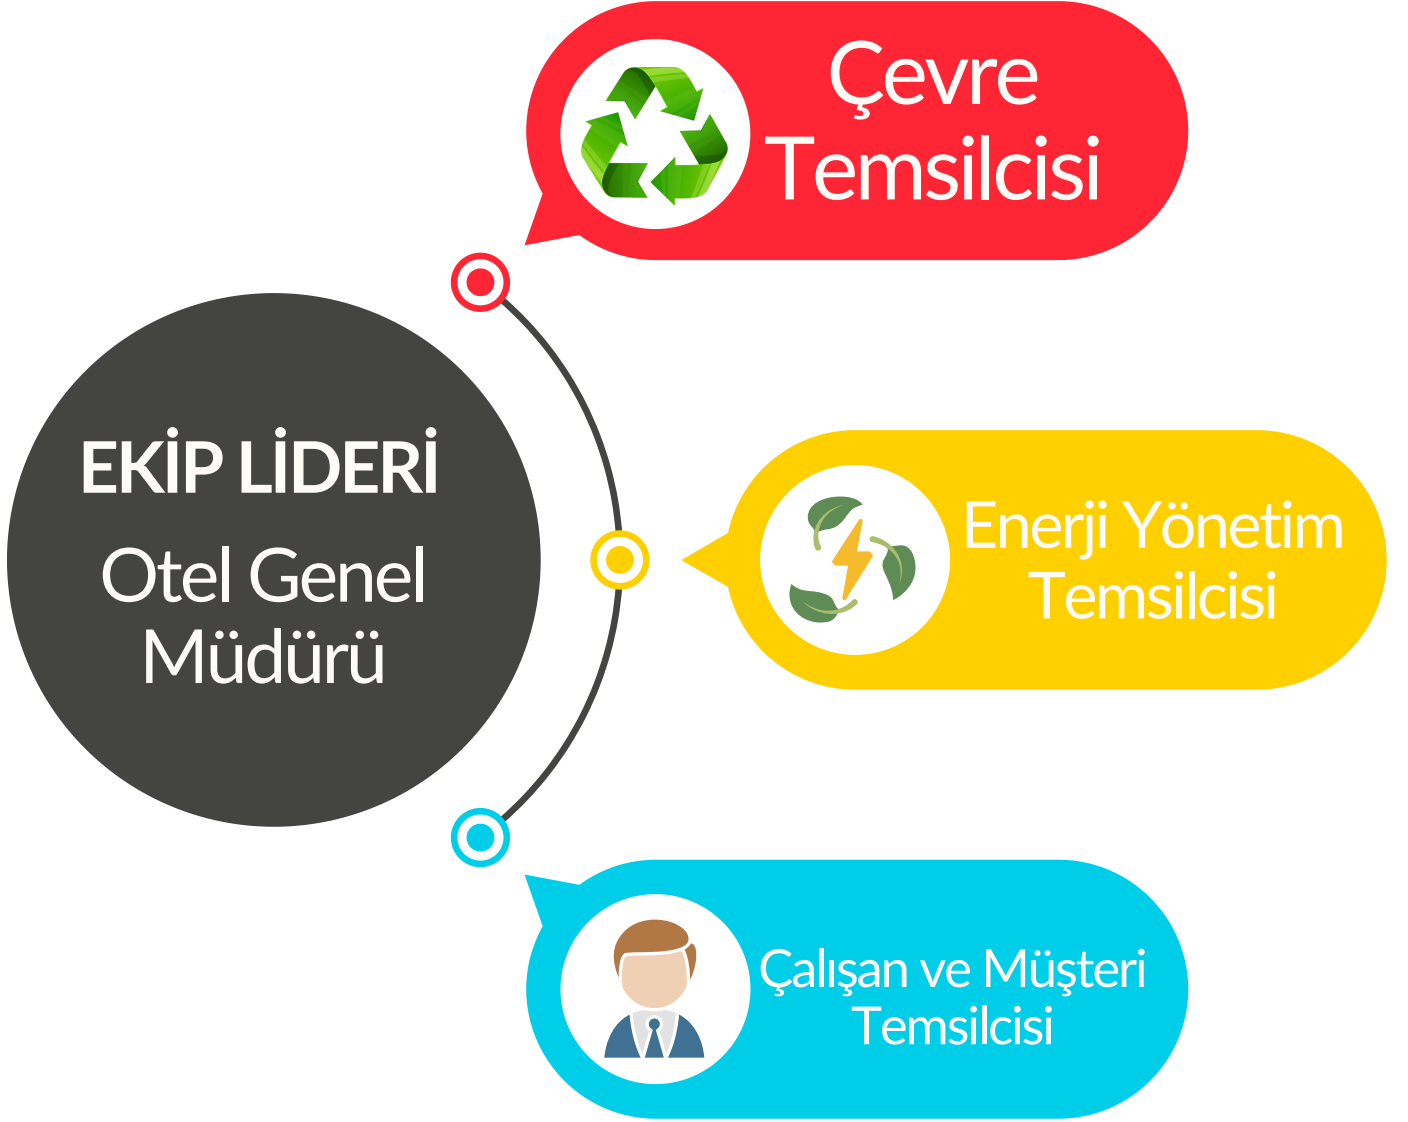 Çevre
Temsilcisi
EKİP LİDERİ
Otel Genel
Müdürü
Enerji Yönetim
Temsilcisi
Çalışan ve Müşteri
Temsilcisi